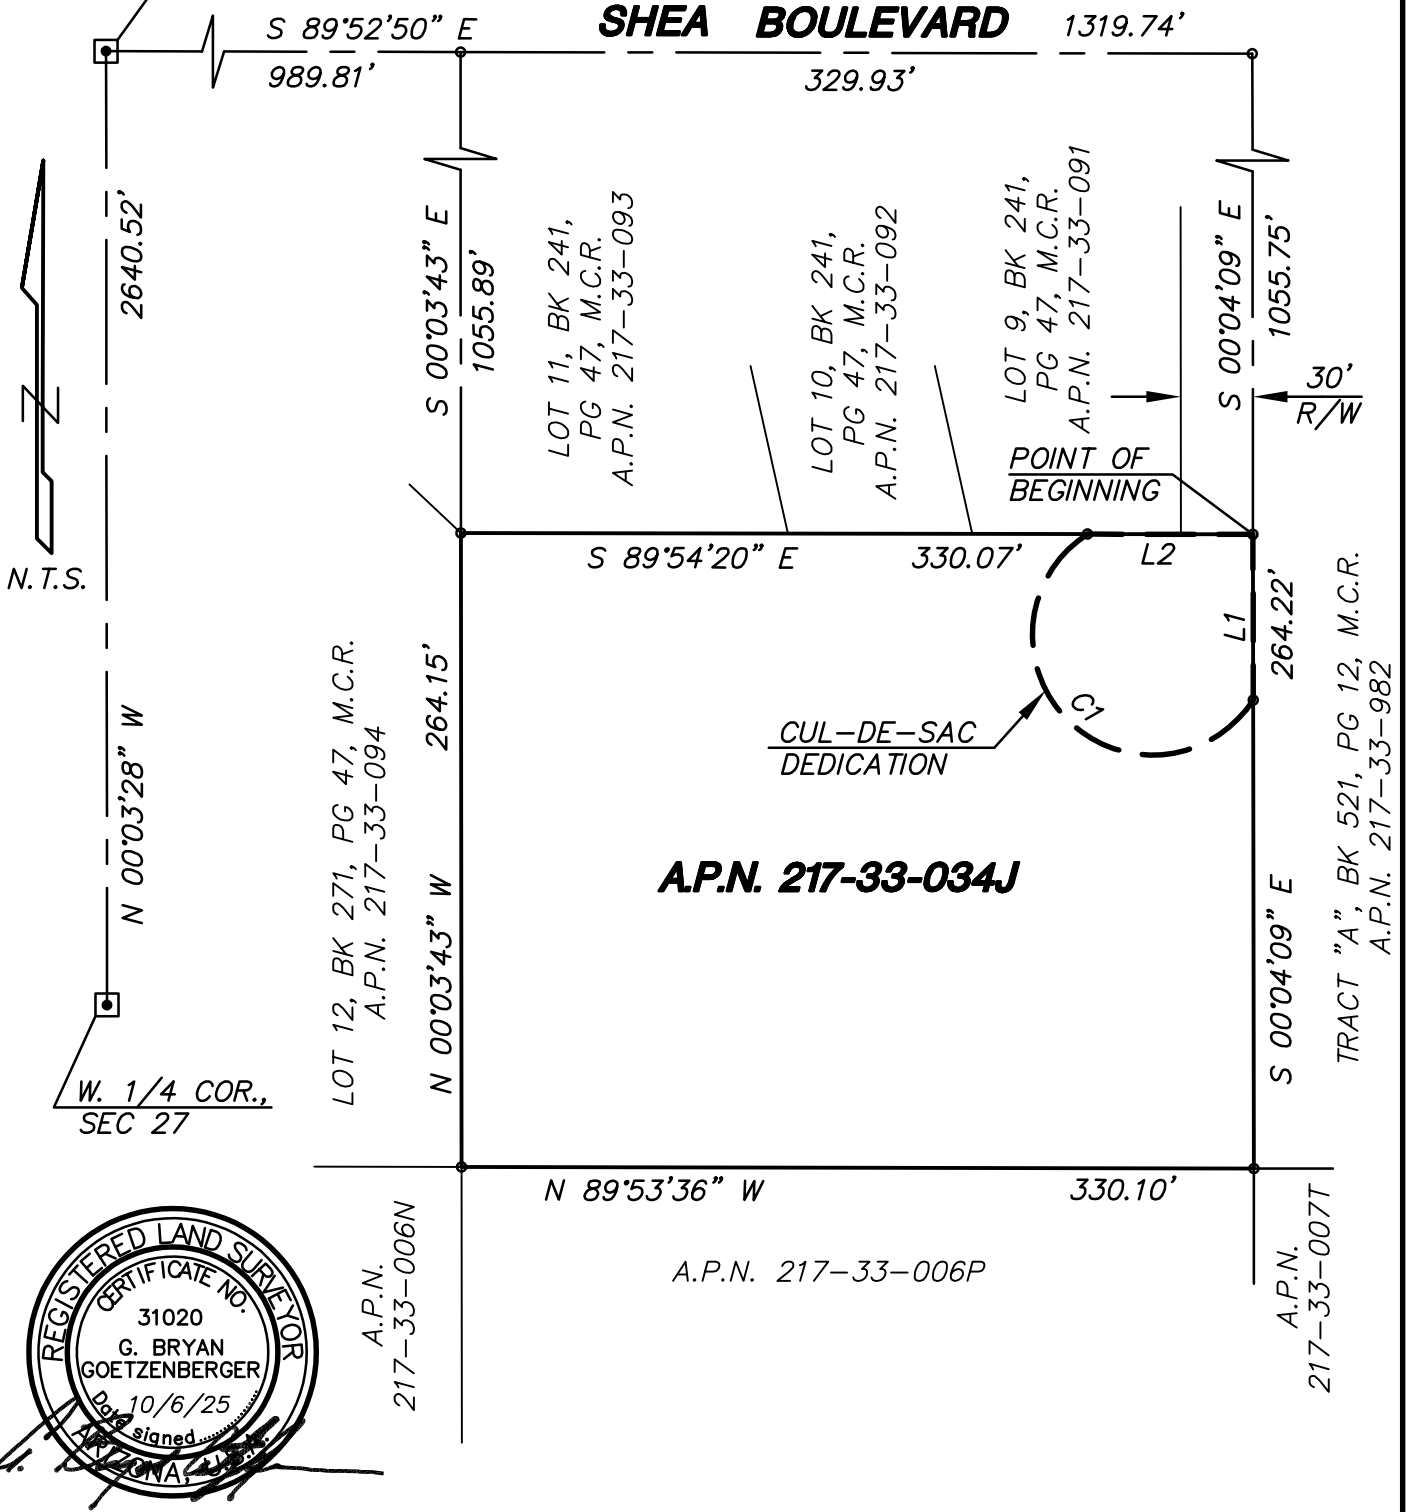 S 89°52'50" E
SHEA BOULEVARD
1319.74'
989.81'
329.93'
2640.52'
N 00°03'28" W
N.T.S.
S 00°03'43" E
1055.89'
LOT 11, BK 241,
PG 47, M.C.R.
A.P.N. 217-33-093
LOT 10, BK 241,
PG 47, M.C.R.
A.P.N. 217-33-092
LOT 9, BK 241,
PG 47, M.C.R.
A.P.N. 217-33-091
S 00°04'09" E
1055.75'
30'
R/W
POINT OF
BEGINNING
S 89°54'20" E
330.07'
L2
L1
264.22'
C1
CUL-DE-SAC
DEDICATION
264.15'
N 00°03'43" W
LOT 12, BK 271, PG 47, M.C.R.
A.P.N. 217-33-094
A.P.N. 217-33-034J
S 00°04'09" E
TRACT "A", BK 521, PG 12, M.C.R.
A.P.N. 217-33-982
W. 1/4 COR.,
SEC 27
N 89°53'36" W
330.10'
A.P.N.
217-33-006N
A.P.N. 217-33-006P
A.P.N.
217-33-007T
REGISTERED LAND SURVEYOR
CERTIFICATE NO.
31020
G. BRYAN
GOETZENBERGER
10/6/25
Date signed
ARIZONA, U.S.A.